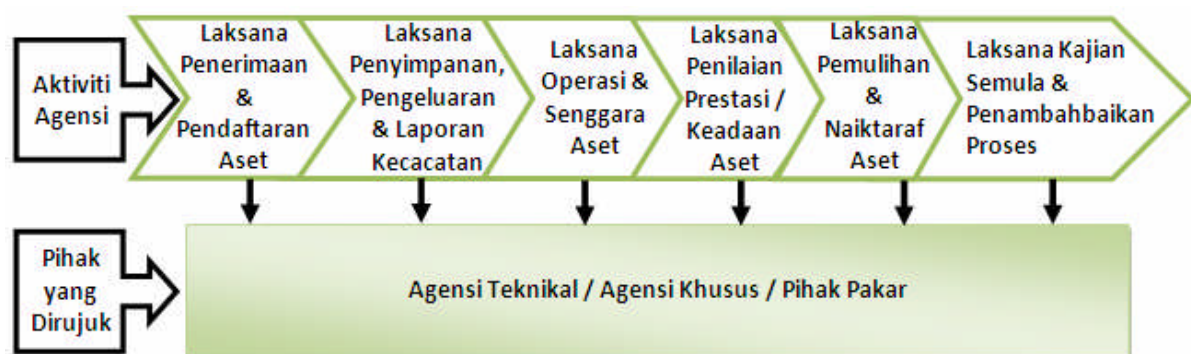 Aktiviti
Agensi
Laksana
Penerimaan
&
Pendaftaran
Aset
Laksana
Penyimpanan,
Pengeluaran
& Laporan
Kecacatan
Laksana
Operasi &
Senggara
Aset
Laksana
Penilaian
Prestasi /
Keadaan
Aset
Laksana
Pemulihan
&
Naiktaraf
Aset
Laksana Kajian
Semula &
Penambahbaikan
Proses
Pihak
yang
Dirujuk
Agensi Teknikal / Agensi Khusus / Pihak Pakar